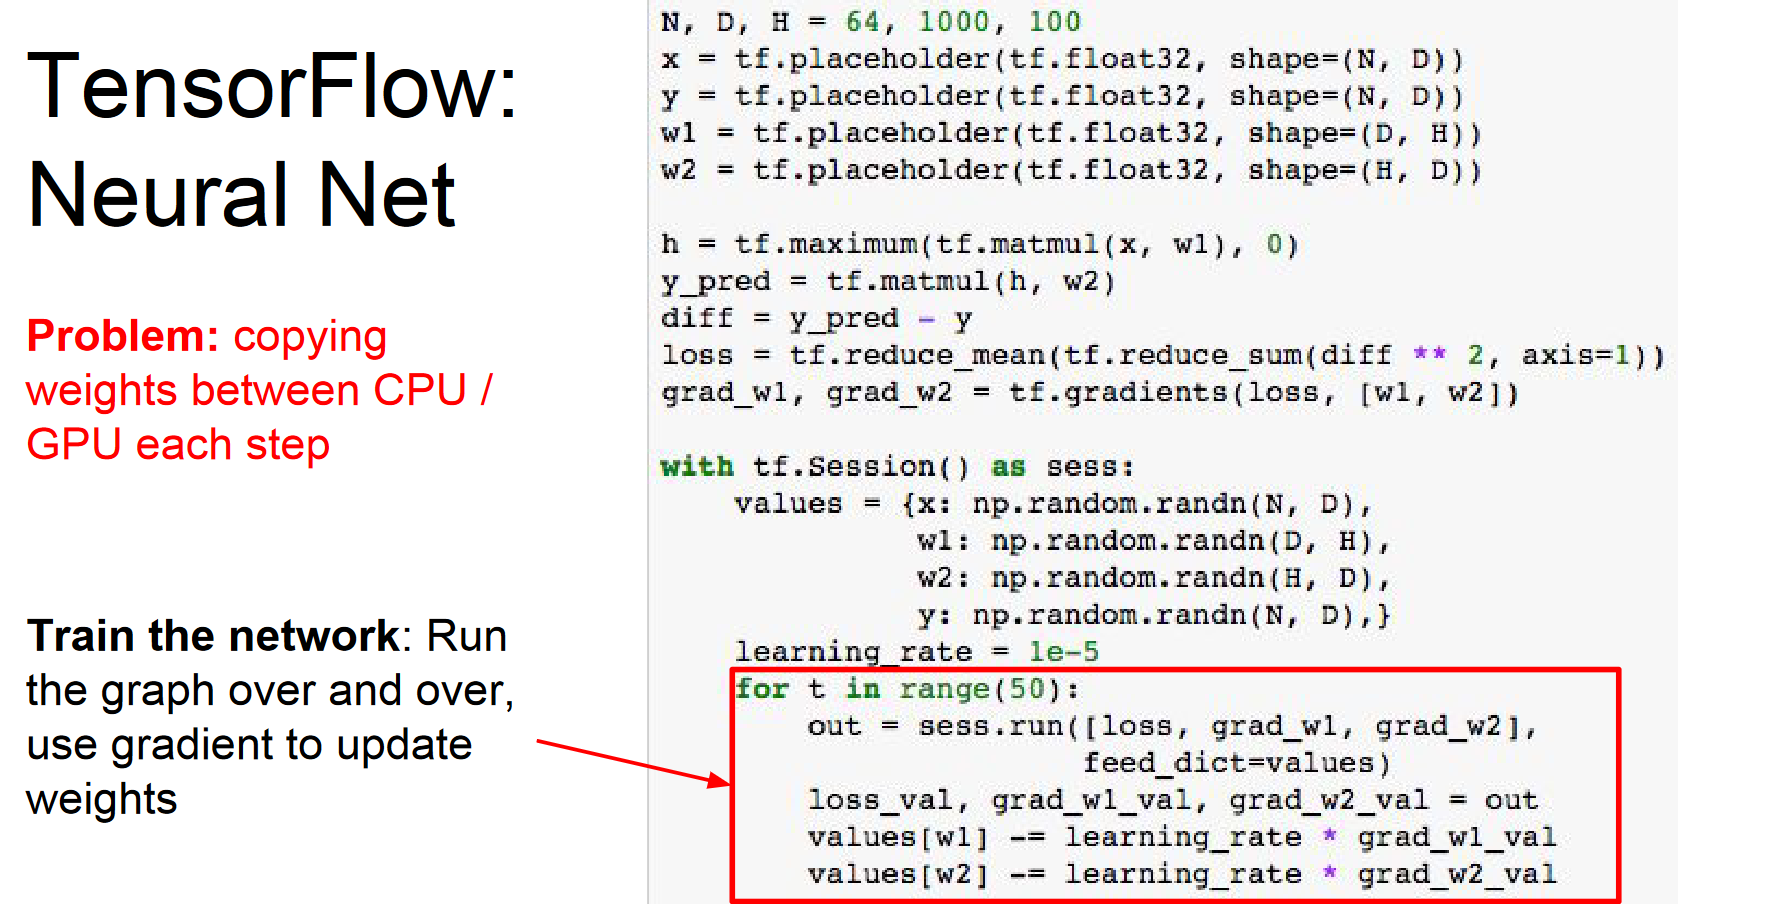 TensorFlow:
Neural Net
Problem: copying
weights between CPU /
GPU each step
Train the network: Run
the graph over and over,
use gradient to update
weights
N, D, H = 64, 1000, 100
x = tf.placeholder(tf.float32, shape=(N, D))
y = tf.placeholder(tf.float32, shape=(N, D))
w1 = tf.placeholder(tf.float32, shape=(D, H))
w2 = tf.placeholder(tf.float32, shape=(H, D))
h = tf.maximum(tf.matmul(x, w1), 0)
y_pred = tf.matmul(h, w2)
diff = y_pred - y
loss = tf.reduce_mean(tf.reduce_sum(diff ** 2, axis=1))
grad_w1, grad_w2 = tf.gradients(loss, [w1, w2])
with tf.Session() as sess:
    values = {x: np.random.randn(N, D),
              w1: np.random.randn(D, H),
              w2: np.random.randn(H, D),
              y: np.random.randn(N, D),}
    learning_rate = 1e-5
    for t in range(50):
        out = sess.run([loss, grad_w1, grad_w2],
                       feed_dict=values)
        loss_val, grad_w1_val, grad_w2_val = out
        values[w1] -= learning_rate * grad_w1_val
        values[w2] -= learning_rate * grad_w2_val